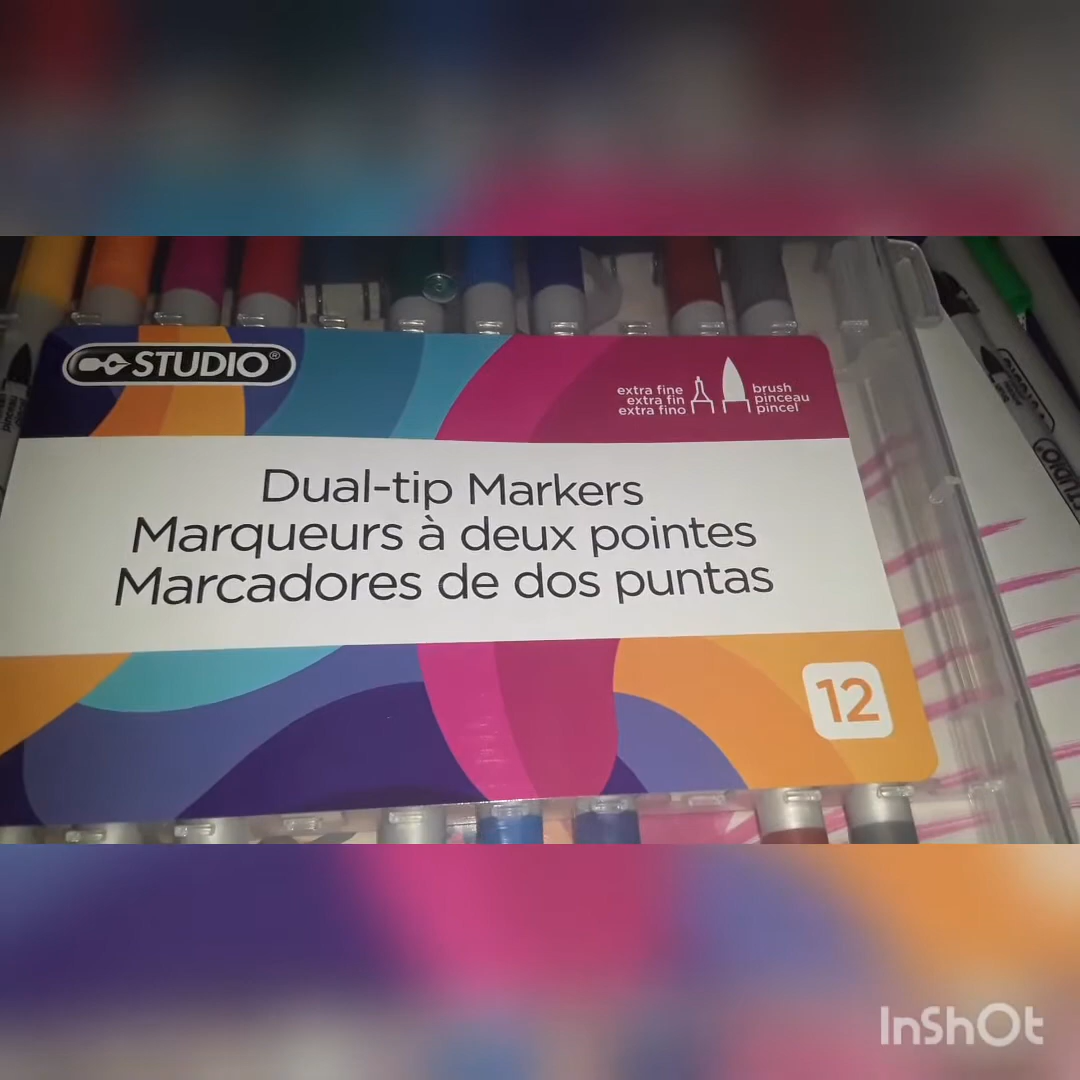 STUDIO®
extra fine
extra fin
extra fino
brush
pinceau
pincel
Dual-tip Markers
Marqueurs à deux pointes
Marcadores de dos puntas
12
STUDIO
InShOt